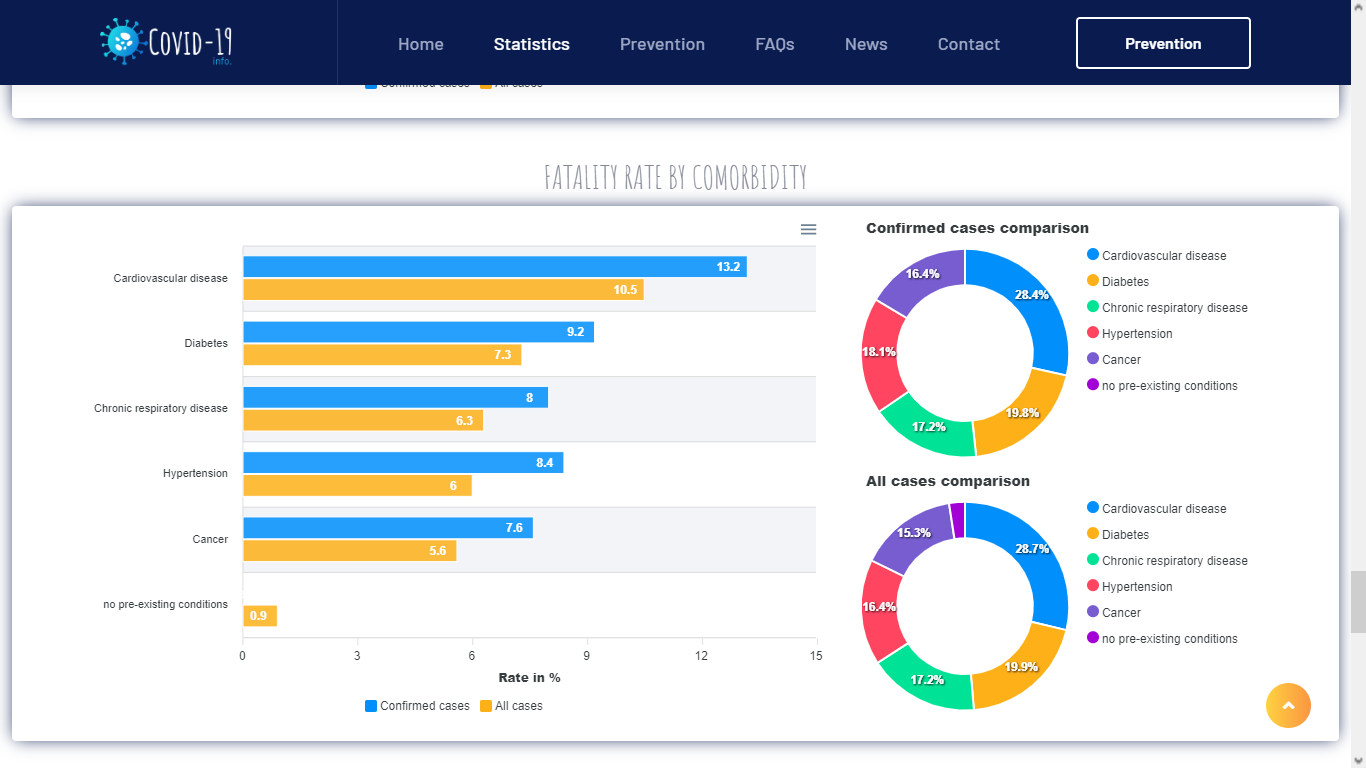 Covid-19
info.
Home
Statistics
Prevention
FAQs
News
Contact
Prevention
Confirmed cases
All cases
FATALITY RATE BY COMORBIDITY
Cardiovascular disease
13.2
10.5
Diabetes
9.2
7.3
Chronic respiratory disease
8
6.3
Hypertension
8.4
6
Cancer
7.6
5.6
no pre-existing conditions
0.9
0
3
6
9
12
15
Rate in %
Confirmed cases
All cases
Confirmed cases comparison
16.4%
28.4%
18.1%
19.8%
17.2%
Cardiovascular disease
Diabetes
Chronic respiratory disease
Hypertension
Cancer
no pre-existing conditions
All cases comparison
15.3%
28.7%
16.4%
19.9%
17.2%
Cardiovascular disease
Diabetes
Chronic respiratory disease
Hypertension
Cancer
no pre-existing conditions